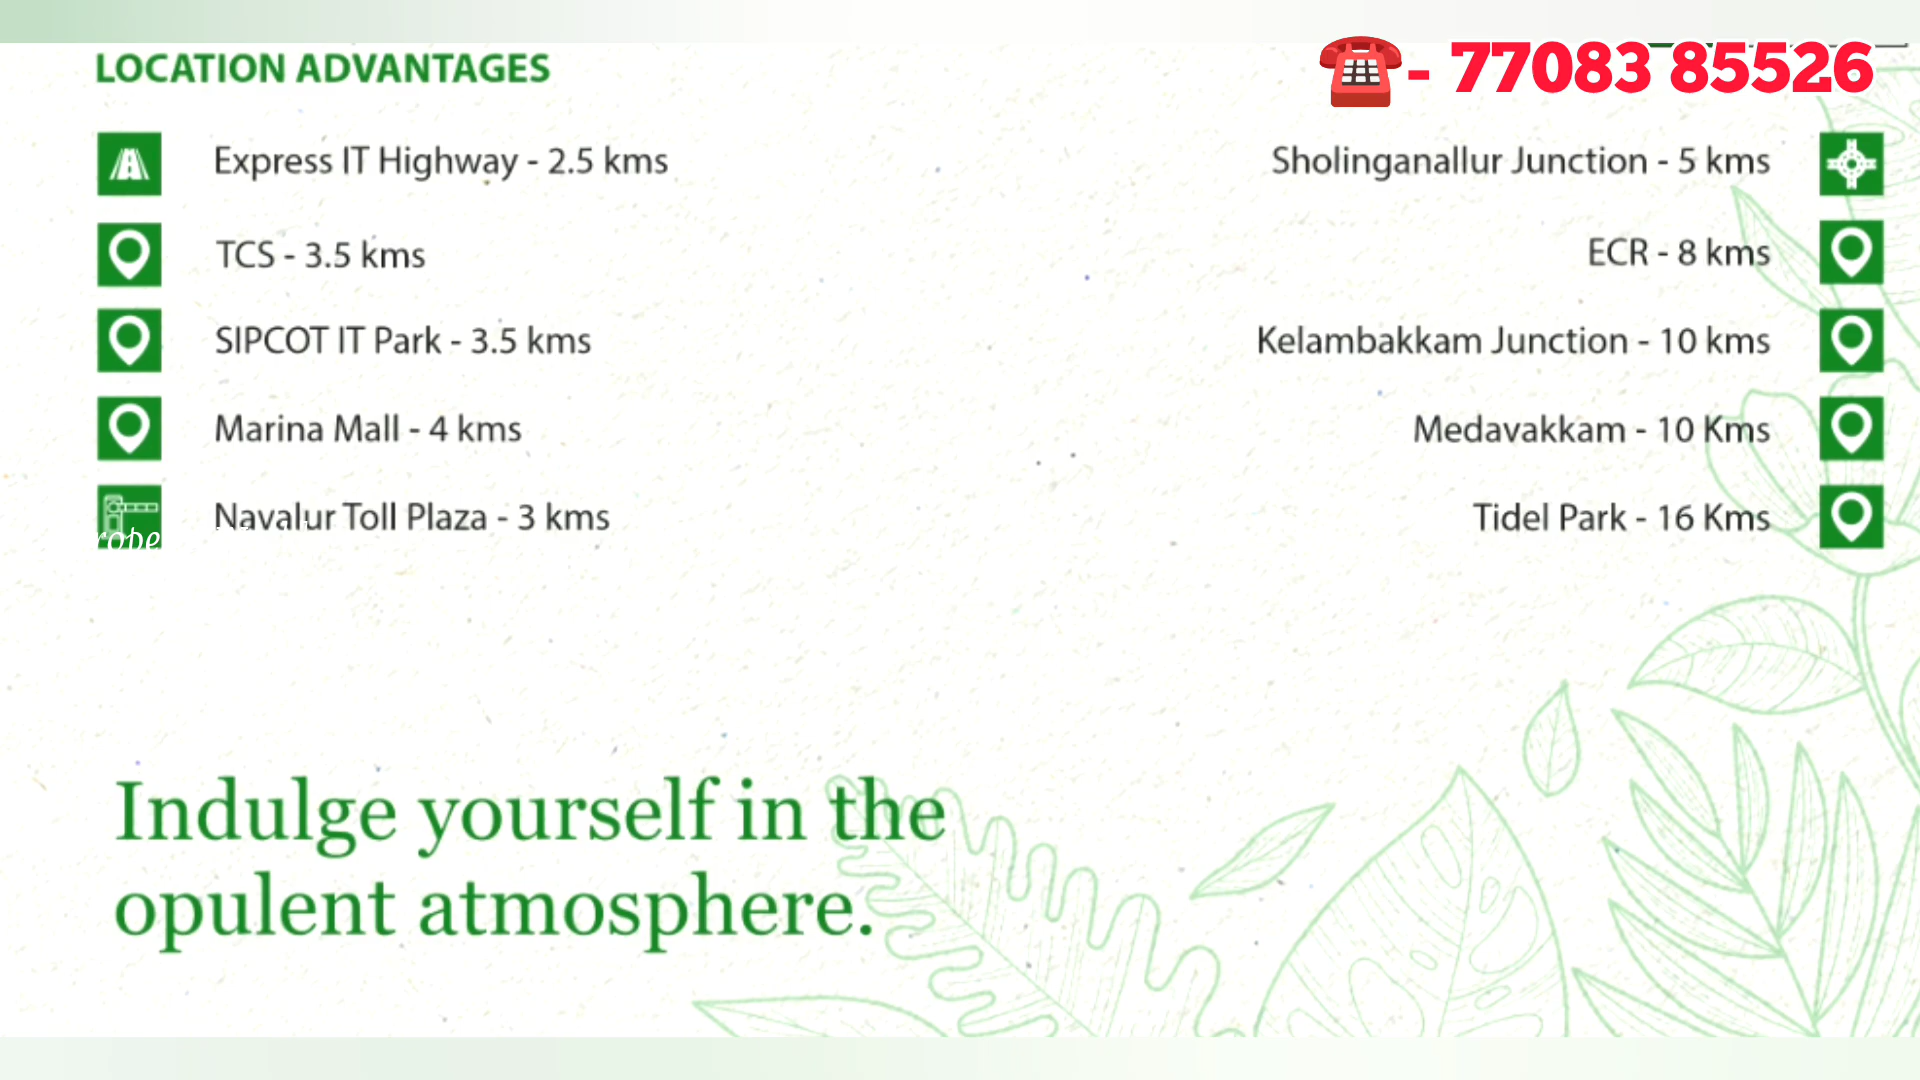 LOCATION ADVANTAGES
- 77083 85526
Express IT Highway - 2.5 kms
TCS - 3.5 kms
SIPCOT IT Park - 3.5 kms
Marina Mall - 4 kms
Navalur Toll Plaza - 3 kms
Sholinganallur Junction - 5 kms
ECR - 8 kms
Kelambakkam Junction - 10 kms
Medavakkam - 10 Kms
Tidel Park - 16 Kms
Indulge yourself in the
opulent atmosphere.